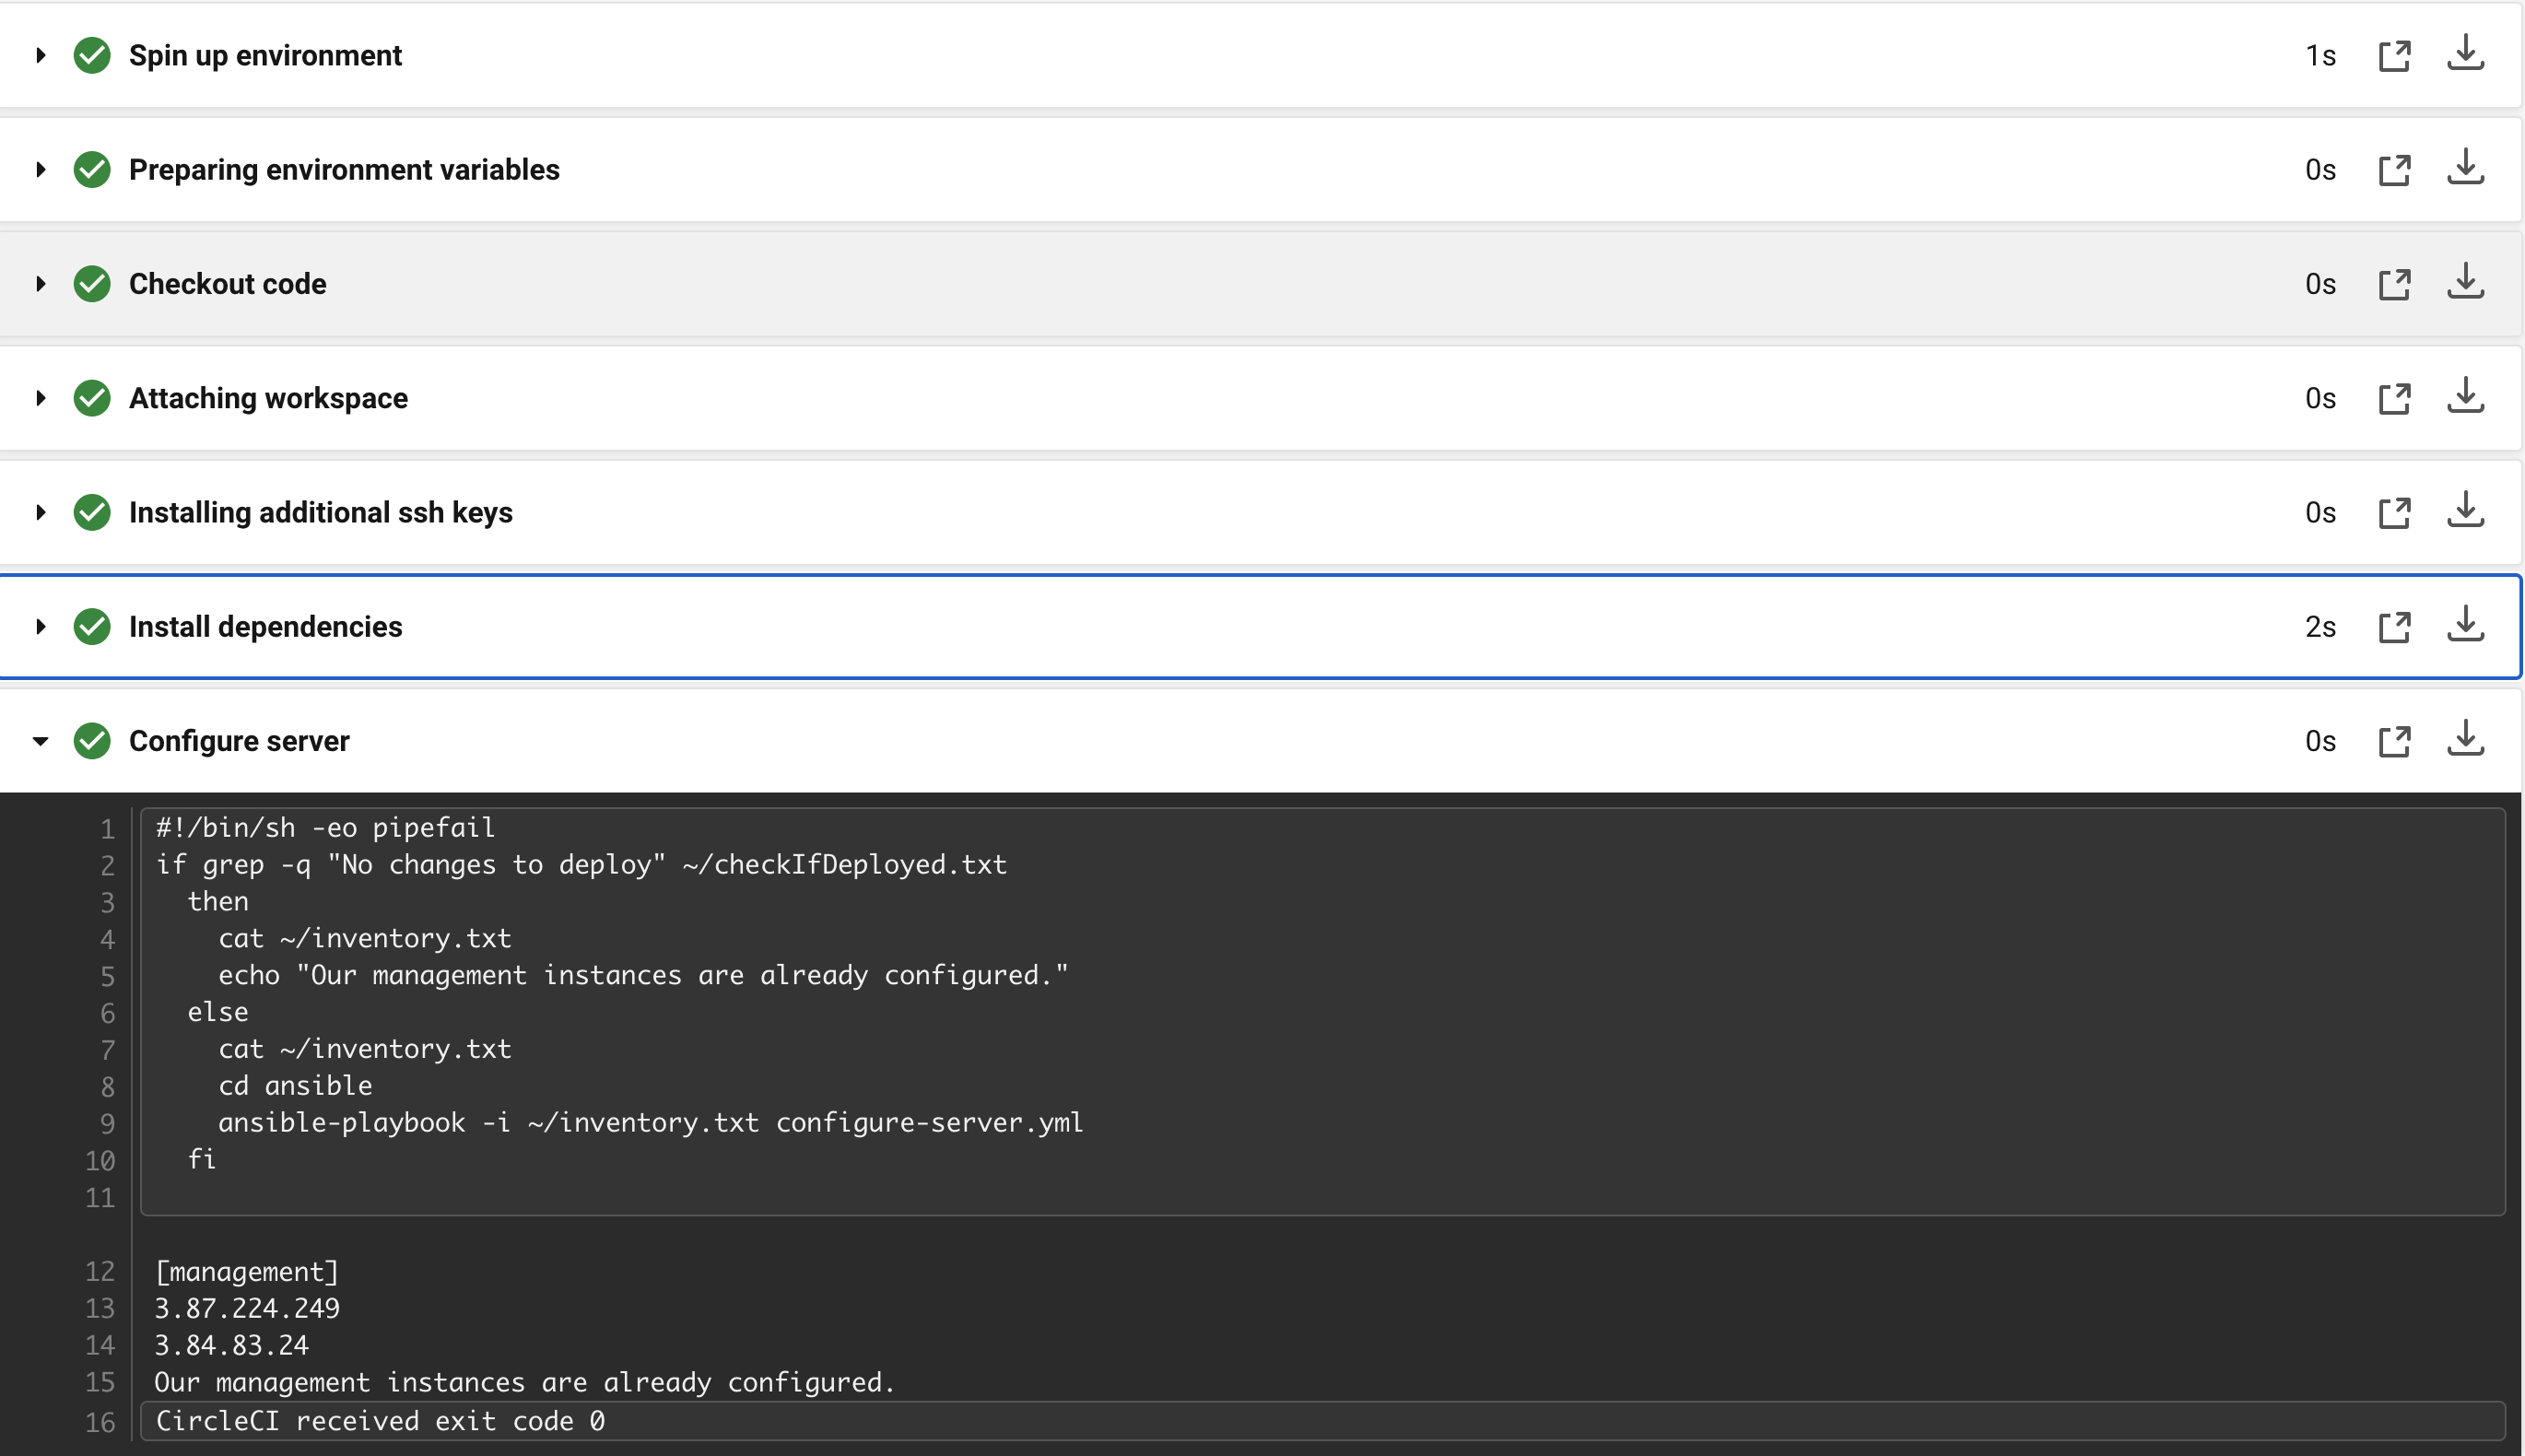 Spin up environment 1s
Preparing environment variables 0s
Checkout code 0s
Attaching workspace 0s
Installing additional ssh keys 0s
Install dependencies 2s
Configure server 0s
1 #!/bin/sh -eo pipefail
2 if grep -q "No changes to deploy" ~/checkIfDeployed.txt
3   then
4     cat ~/inventory.txt
5     echo "Our management instances are already configured."
6   else
7     cat ~/inventory.txt
8     cd ansible
9     ansible-playbook -i ~/inventory.txt configure-server.yml
10   fi
11
12 [management]
13 3.87.224.249
14 3.84.83.24
15 Our management instances are already configured.
16 CircleCI received exit code 0